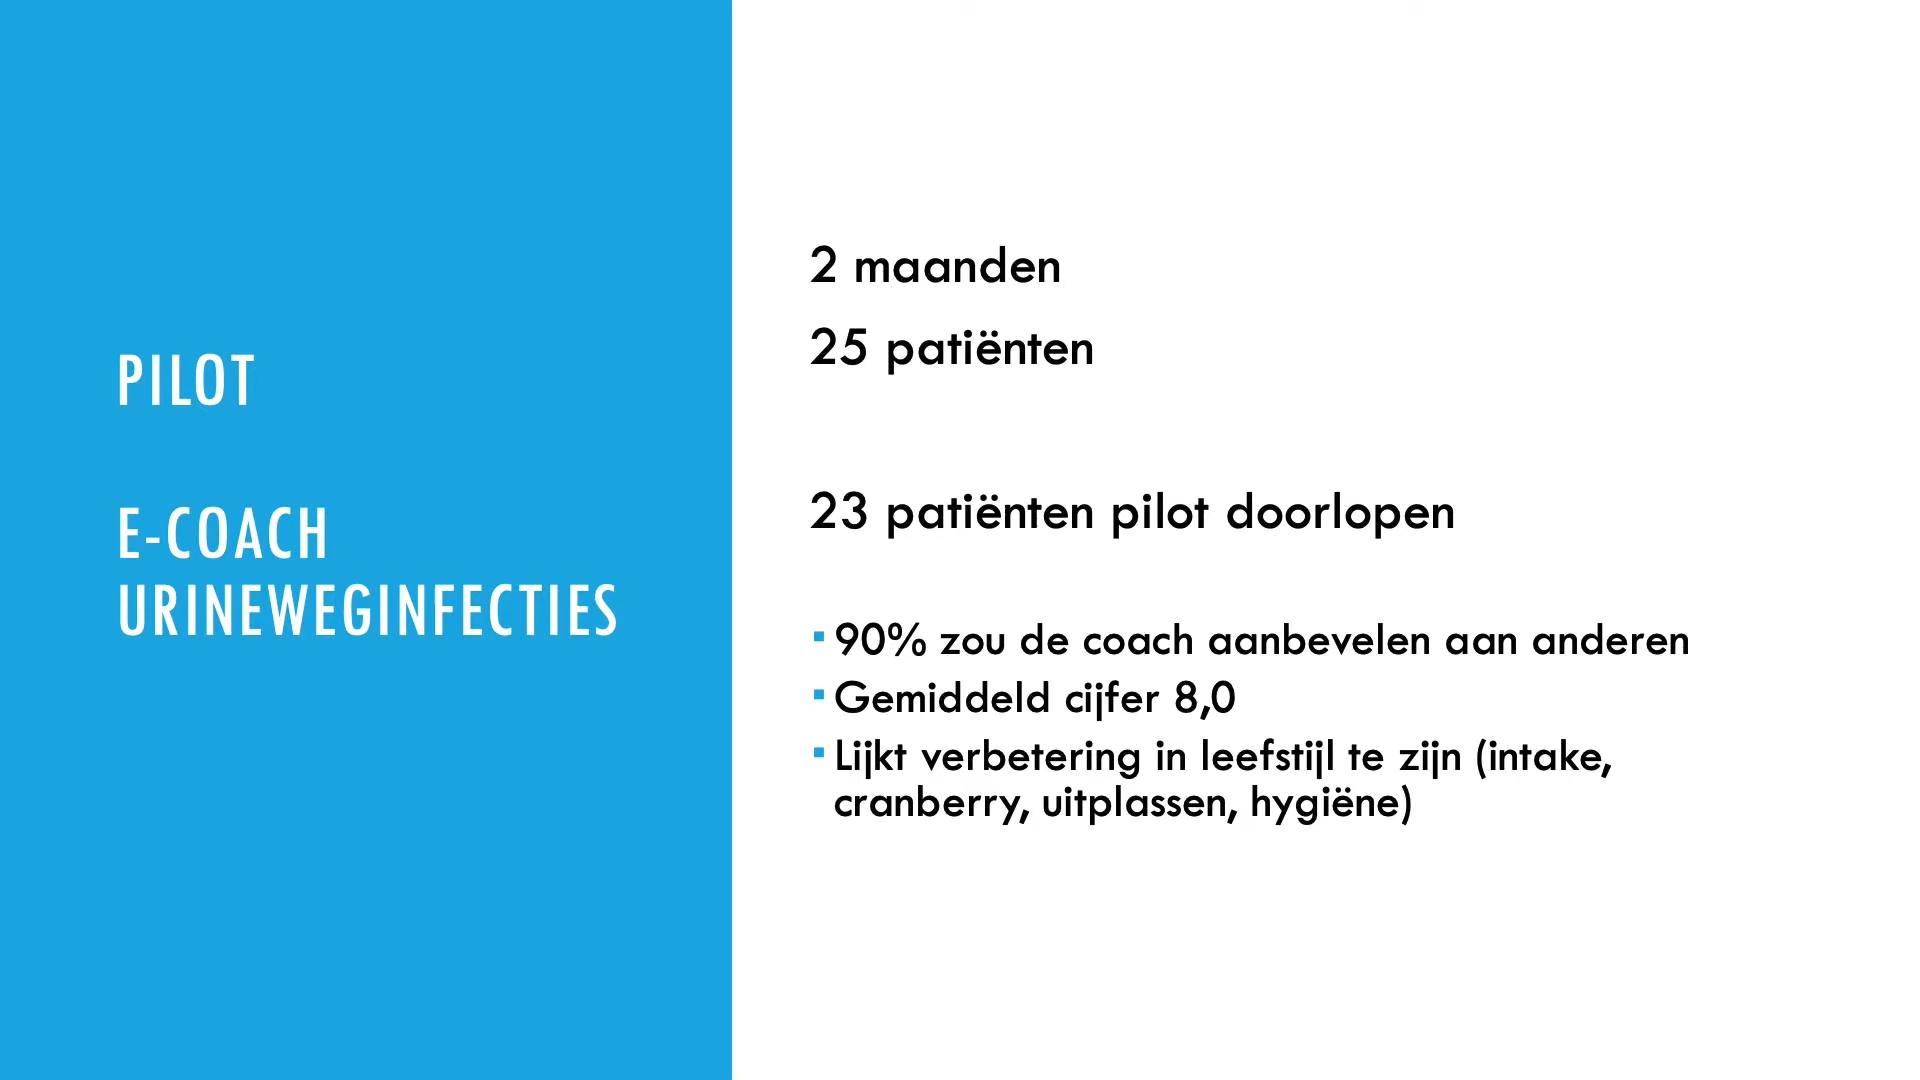 PILOT
E-COACH
URINEWEGINFECTIES
2 maanden
25 patiënten
23 patiënten pilot doorlopen
▪ 90% zou de coach aanbevelen aan anderen
▪ Gemiddeld cijfer 8,0
▪ Lijkt verbetering in leefstijl te zijn (intake,
cranberry, uitplassen, hygiëne)